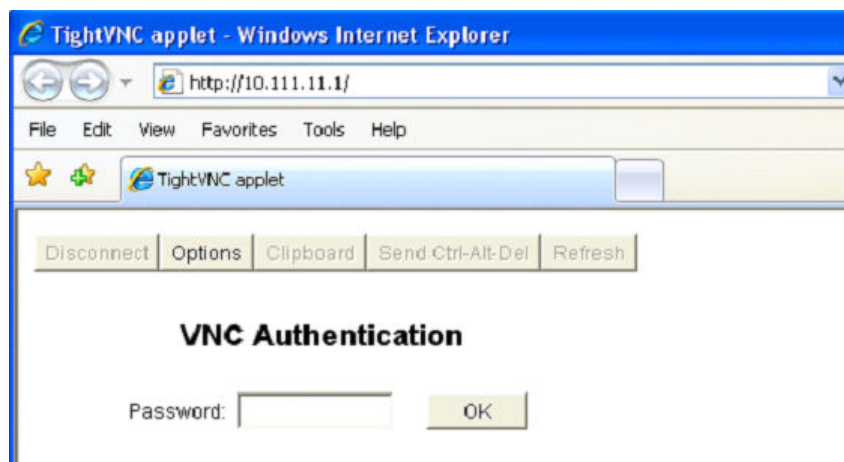 TightVNC applet - Windows Internet Explorer
http://10.111.11.1/
File Edit View Favorites Tools Help
TightVNC applet
Disconnect Options Clipboard Send Ctrl-Alt-Del Refresh
VNC Authentication
Password: OK